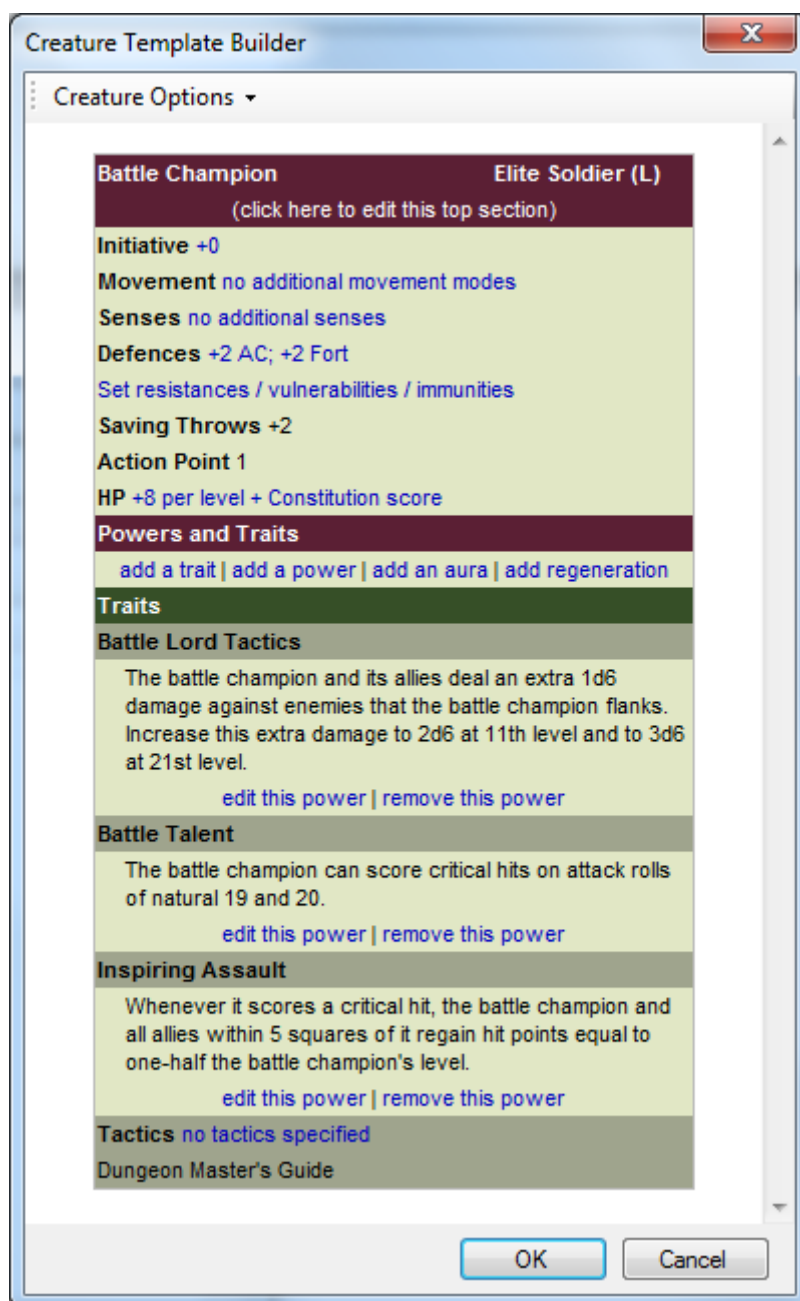 Creature Template Builder
Creature Options
Battle Champion Elite Soldier (L)
(click here to edit this top section)
Initiative +0
Movement no additional movement modes
Senses no additional senses
Defences +2 AC; +2 Fort
Set resistances / vulnerabilities / immunities
Saving Throws +2
Action Point 1
HP +8 per level + Constitution score
Powers and Traits
add a trait | add a power | add an aura | add regeneration
Traits
Battle Lord Tactics
The battle champion and its allies deal an extra 1d6
damage against enemies that the battle champion flanks.
Increase this extra damage to 2d6 at 11th level and to 3d6
at 21st level.
edit this power | remove this power
Battle Talent
The battle champion can score critical hits on attack rolls
of natural 19 and 20.
edit this power | remove this power
Inspiring Assault
Whenever it scores a critical hit, the battle champion and
all allies within 5 squares of it regain hit points equal to
one-half the battle champion's level.
edit this power | remove this power
Tactics no tactics specified
Dungeon Master's Guide
OK Cancel